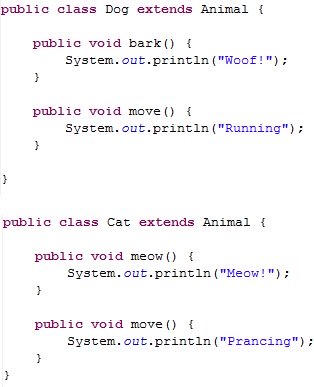 public class Dog extends Animal {
public void bark() {
System.out.println("Woof!");
}
public void move() {
System.out.println("Running");
}
}
public class Cat extends Animal {
public void meow() {
System.out.println("Meow!");
}
public void move() {
System.out.println("Prancing");
}
}